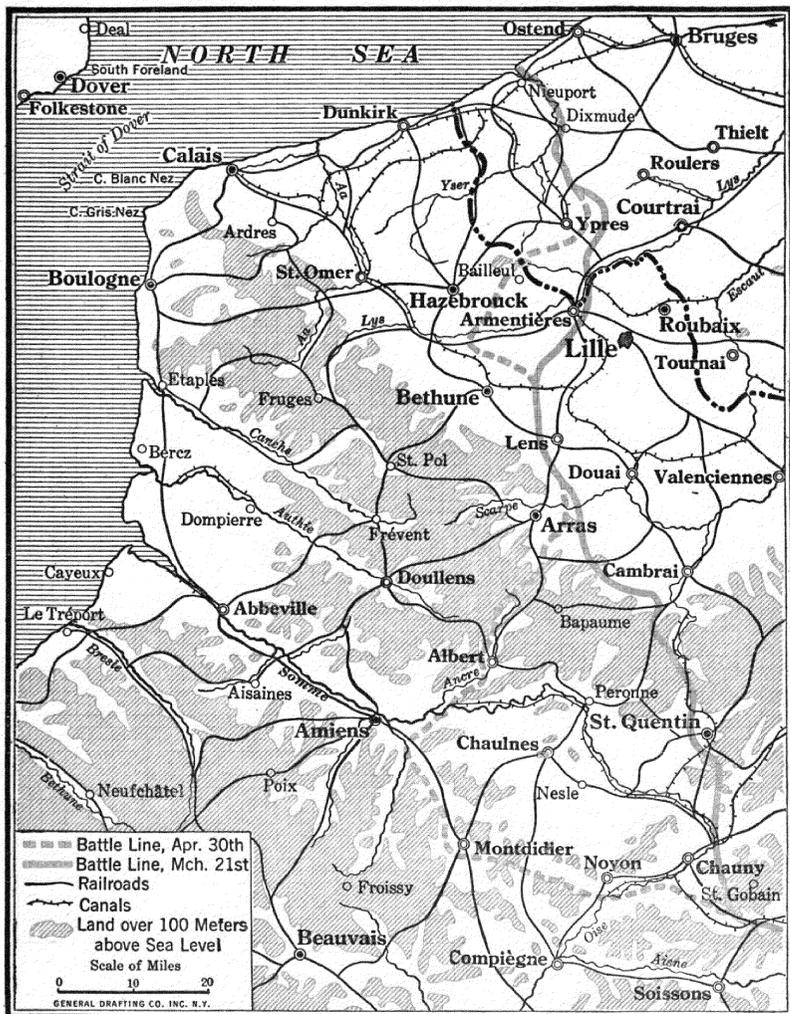 Deal
NORTH SEA
Ostend
Bruges
South Foreland
Dover
Folkestone
Nieuport
Dunkirk
Dixmude
Strait of Dover
Thielt
Calais
Roulers
C. Blanc Nez
Aa
Yser
Lys
C. Gris Nez
Courtrai
Ardres
Ypres
St. Omer
Bailleul
Boulogne
Escaut
Hazebrouck
Armentières
Roubaix
Aa
Lys
Lille
Tournai
Etaples
Fruges
Bethune
Canche
Lens
Bercz
St. Pol
Douai
Valenciennes
Dompierre
Authie
Scarpe
Frévent
Arras
Cayeux
Doullens
Cambrai
Abbeville
Le Tréport
Bapaume
Bresle
Albert
Somme
Ancre
Aisaines
Peronne
Amiens
St. Quentin
Chaulnes
Bethune
Neufchâtel
Poix
Nesle
Battle Line, Apr. 30th
Montdidier
Battle Line, Mch. 21st
Noyon
Chauny
Railroads
Froissy
St. Gobain
Canals
Land over 100 Meters
above Sea Level
Oise
Beauvais
Scale of Miles
Compiègne
Aisne
0 10 20
Soissons
GENERAL DRAFTING CO. INC. N.Y.